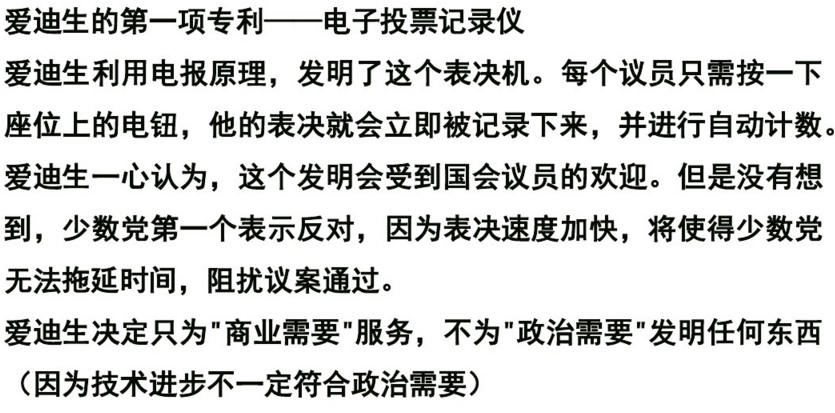 爱迪生的第一项专利——电子投票记录仪
爱迪生利用电报原理，发明了这个表决机。每个议员只需按一下
座位上的电钮，他的表决就会立即被记录下来，并进行自动计数。
爱迪生一心认为，这个发明会受到国会议员的欢迎。但是没有想
到，少数党第一个表示反对，因为表决速度加快，将使得少数党
无法拖延时间，阻扰议案通过。
爱迪生决定只为"商业需要"服务，不为"政治需要"发明任何东西
（因为技术进步不一定符合政治需要）